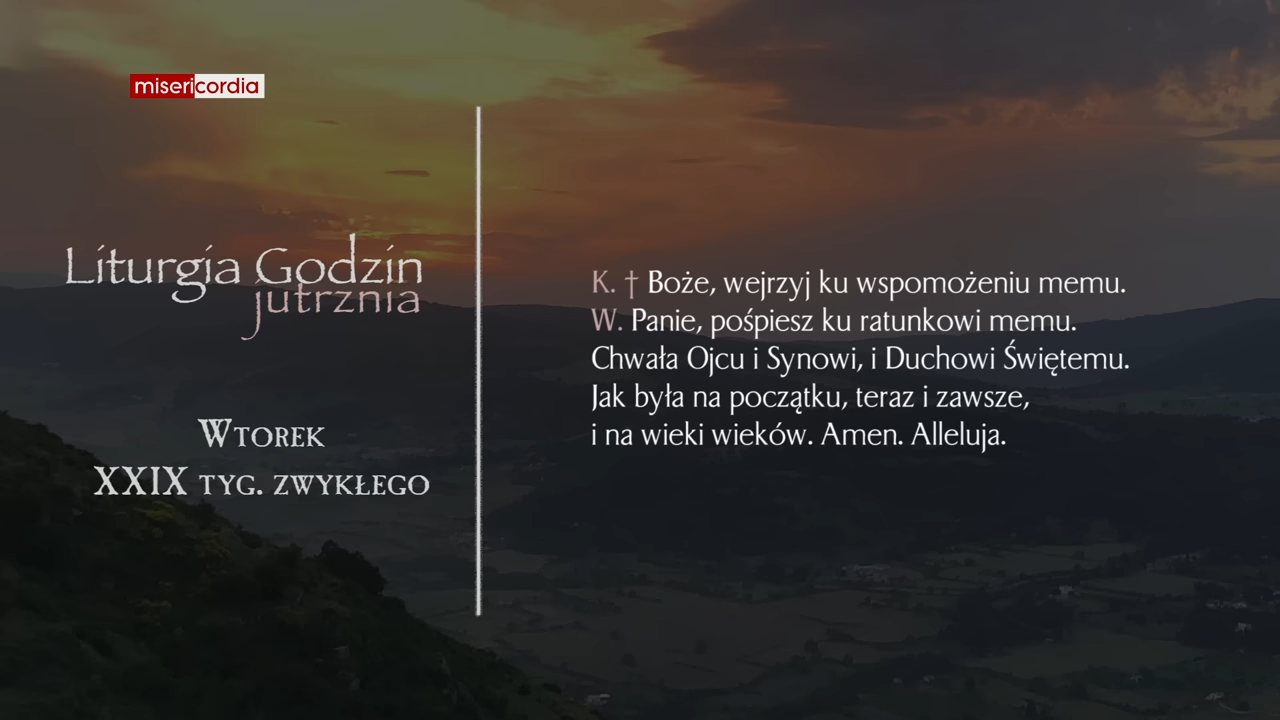 misericordia
Liturgia Godzin
jutrznia
Wtorek
XXIX tyg. zwykłego
K. † Boże, wejrzyj ku wspomożeniu memu.
W. Panie, pośpiesz ku ratunkowi memu.
Chwała Ojcu i Synowi, i Duchowi Świętemu.
Jak była na początku, teraz i zawsze,
i na wieki wieków. Amen. Alleluja.